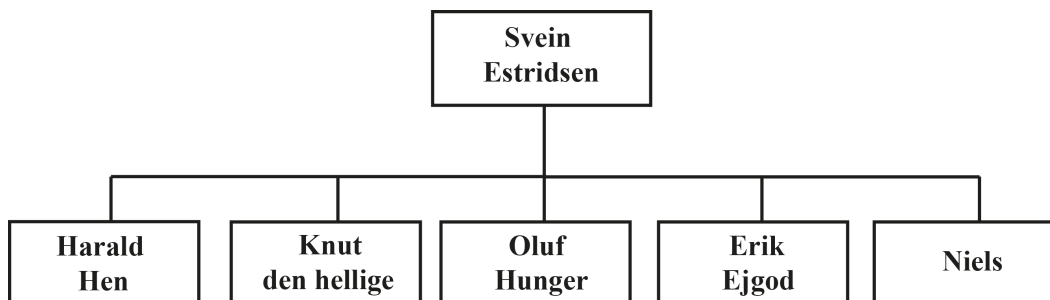 Svein
Estridsen
Harald
Hen
Knut
den hellige
Oluf
Hunger
Erik
Ejgod
Niels